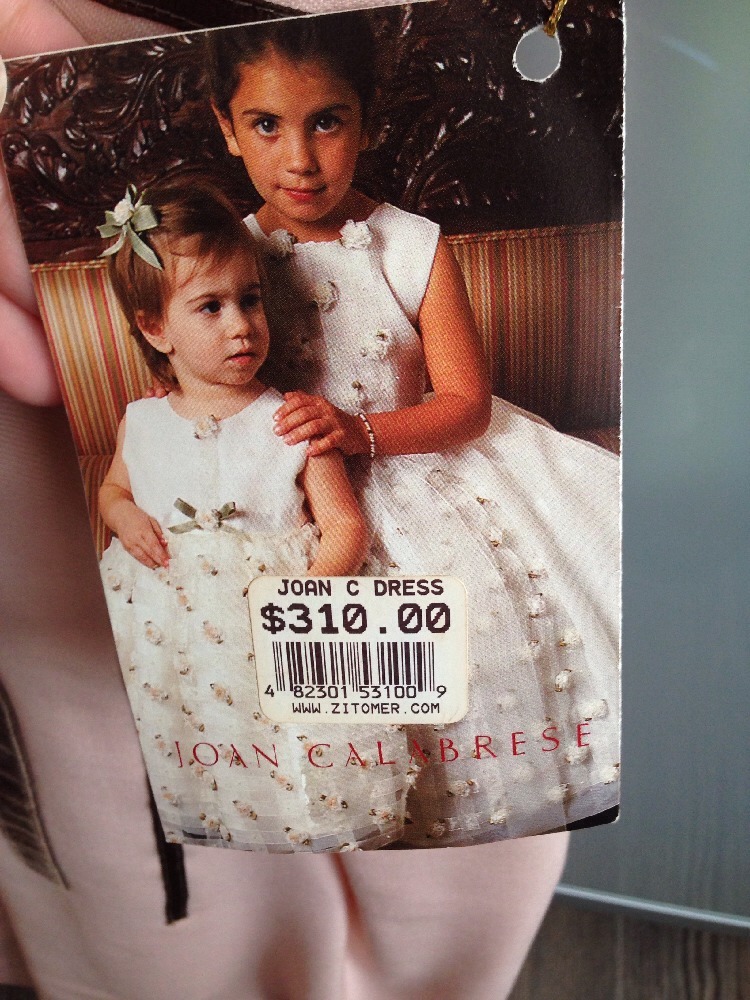 JOAN C DRESS
$310.00
4 82301 53100 9
WWW.ZITOMER.COM
JOAN CALABRESE